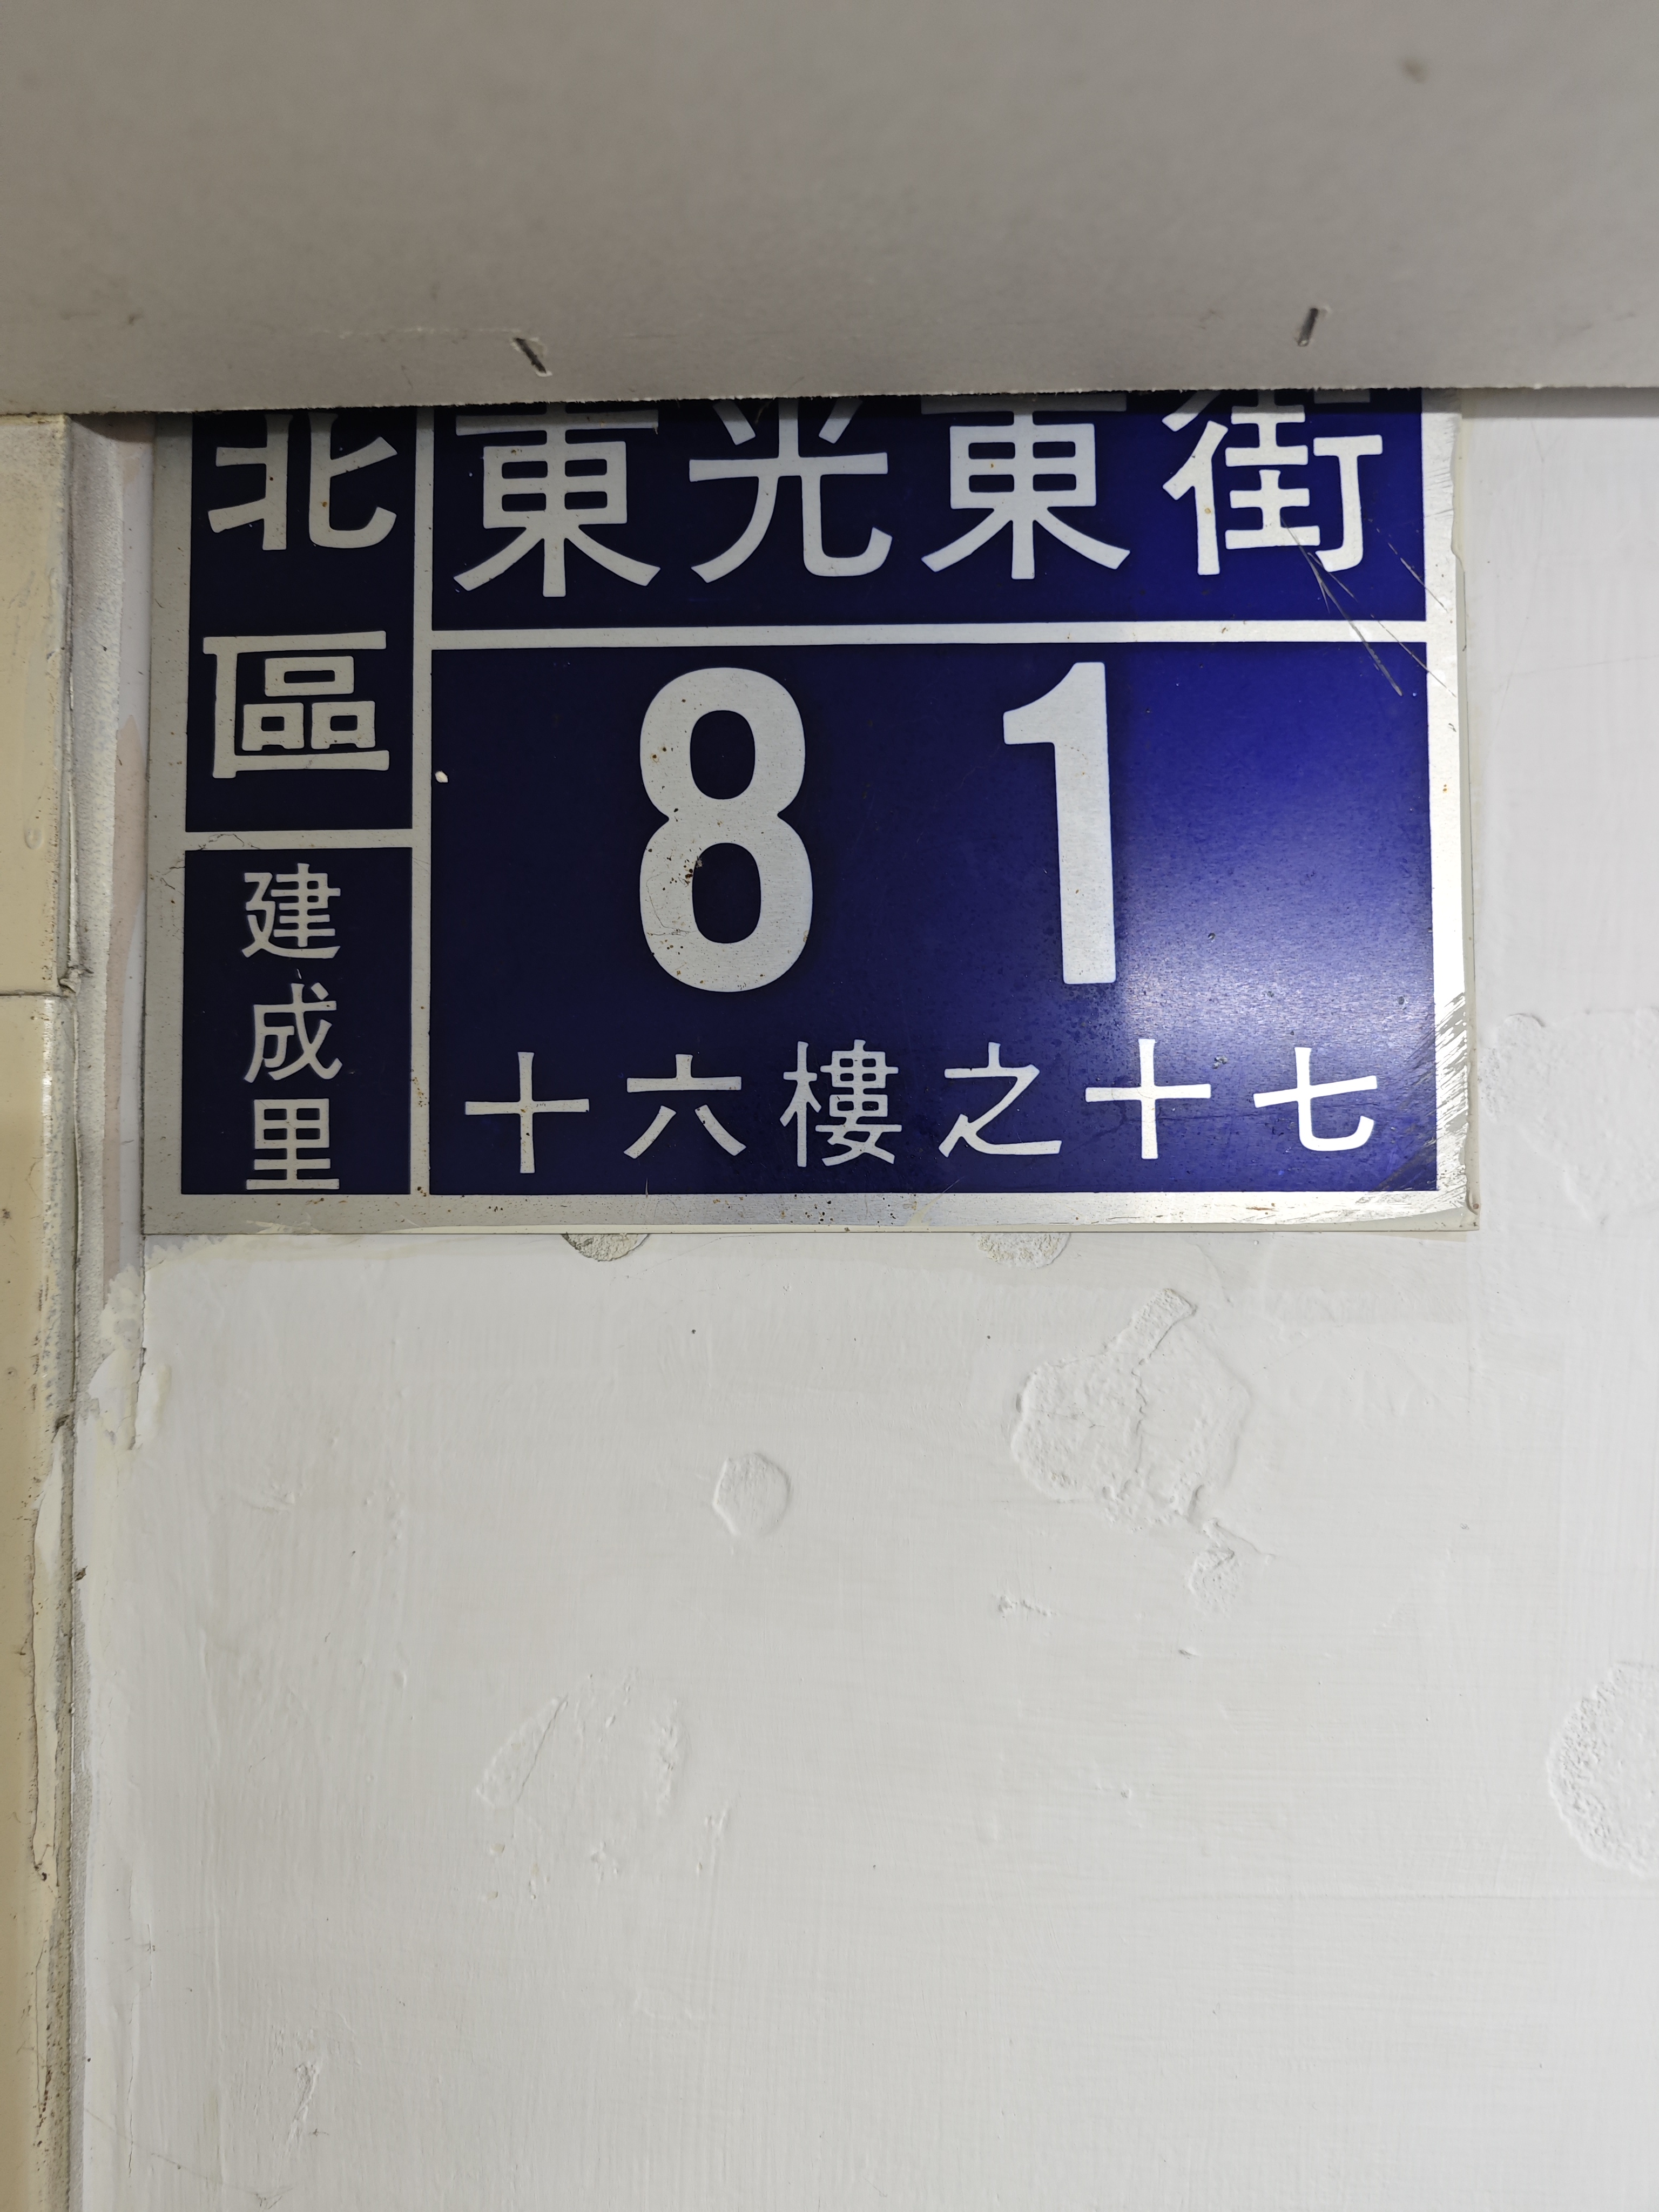 北區
建成里
東光東街
81
十六樓之十七